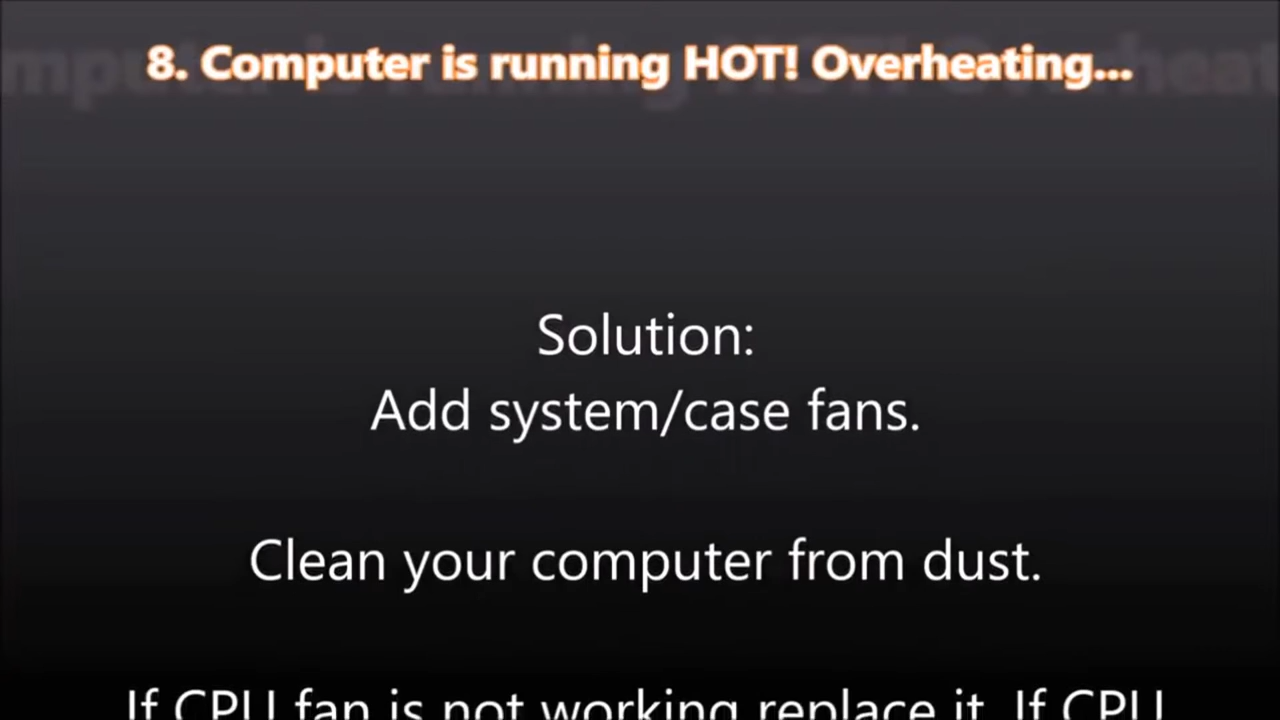 8. Computer is running HOT! Overheating...
Solution:
Add system/case fans.
Clean your computer from dust.
If CPU fan is not working replace it. If CPU